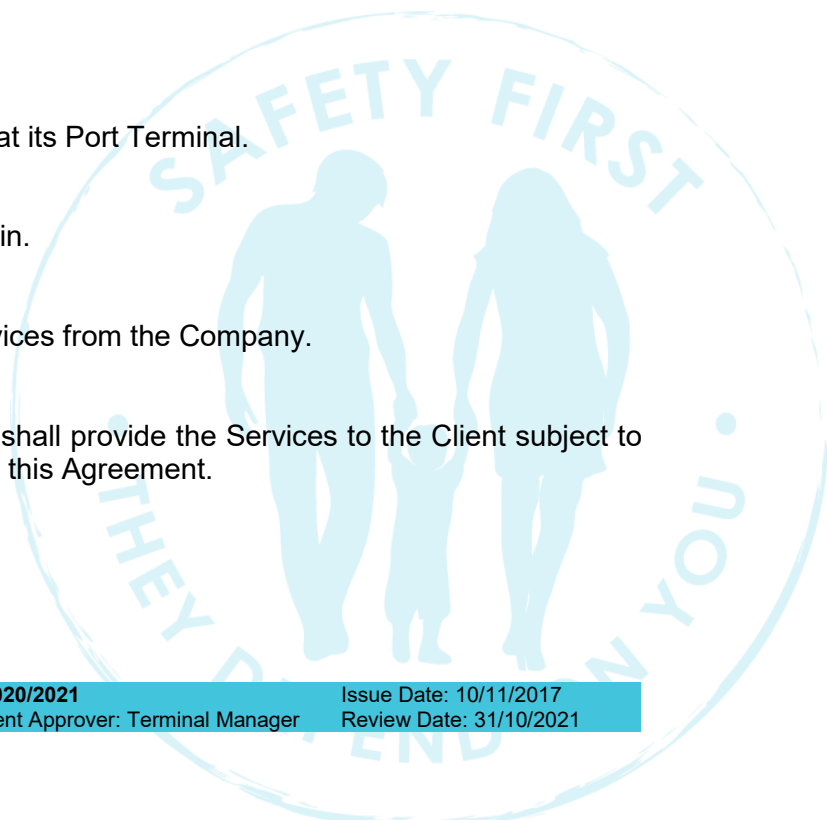 SAFETY FIRST
at its Port Terminal.
in.
vices from the Company.
shall provide the Services to the Client subject to
this Agreement.
THEY DEPEND ON YOU
020/2021 Issue Date: 10/11/2017
ent Approver: Terminal Manager Review Date: 31/10/2021